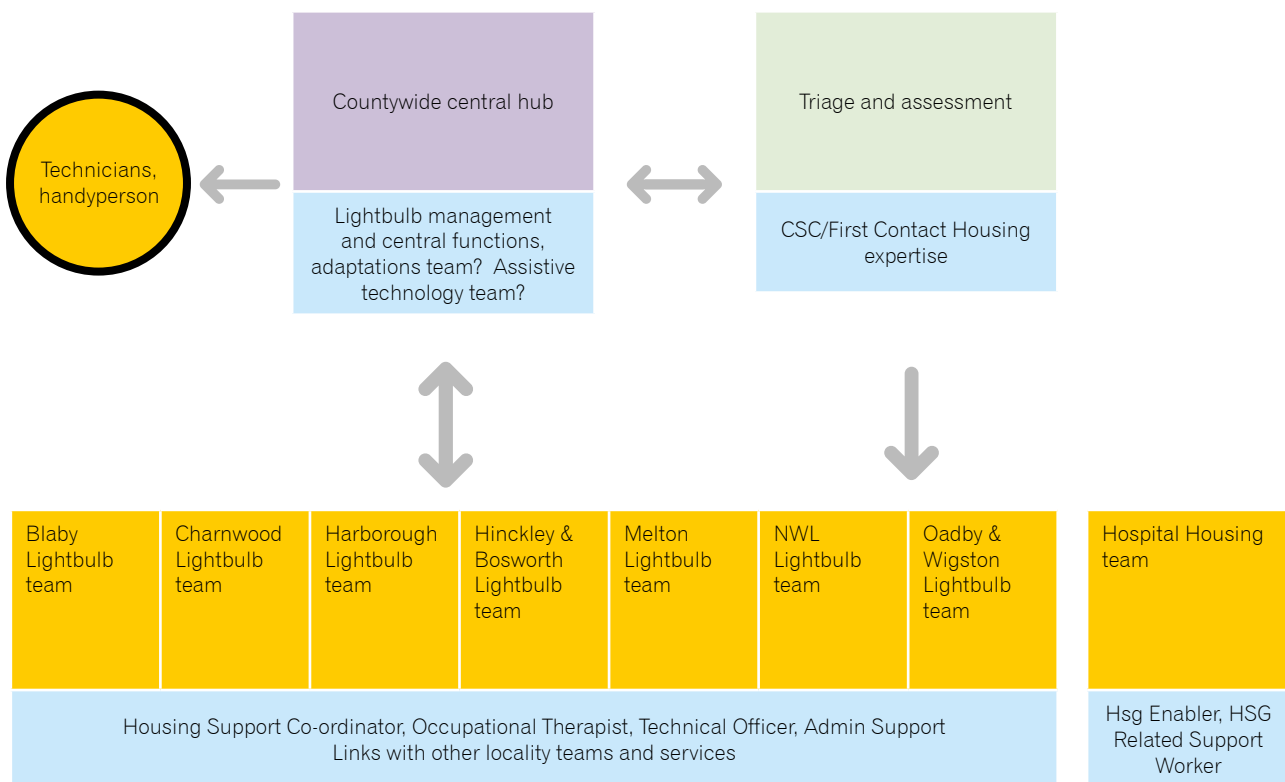 Countywide central hub
Triage and assessment
Technicians,
handyperson
Lightbulb management
and central functions,
adaptations team?  Assistive
technology team?
CSC/First Contact Housing
expertise
Blaby
Lightbulb
team
Charnwood
Lightbulb
team
Harborough
Lightbulb
team
Hinckley &
Bosworth
Lightbulb
team
Melton
Lightbulb
team
NWL
Lightbulb
team
Oadby &
Wigston
Lightbulb
team
Hospital Housing
team
Housing Support Co-ordinator, Occupational Therapist, Technical Officer, Admin Support
Links with other locality teams and services
Hsg Enabler, HSG
Related Support
Worker